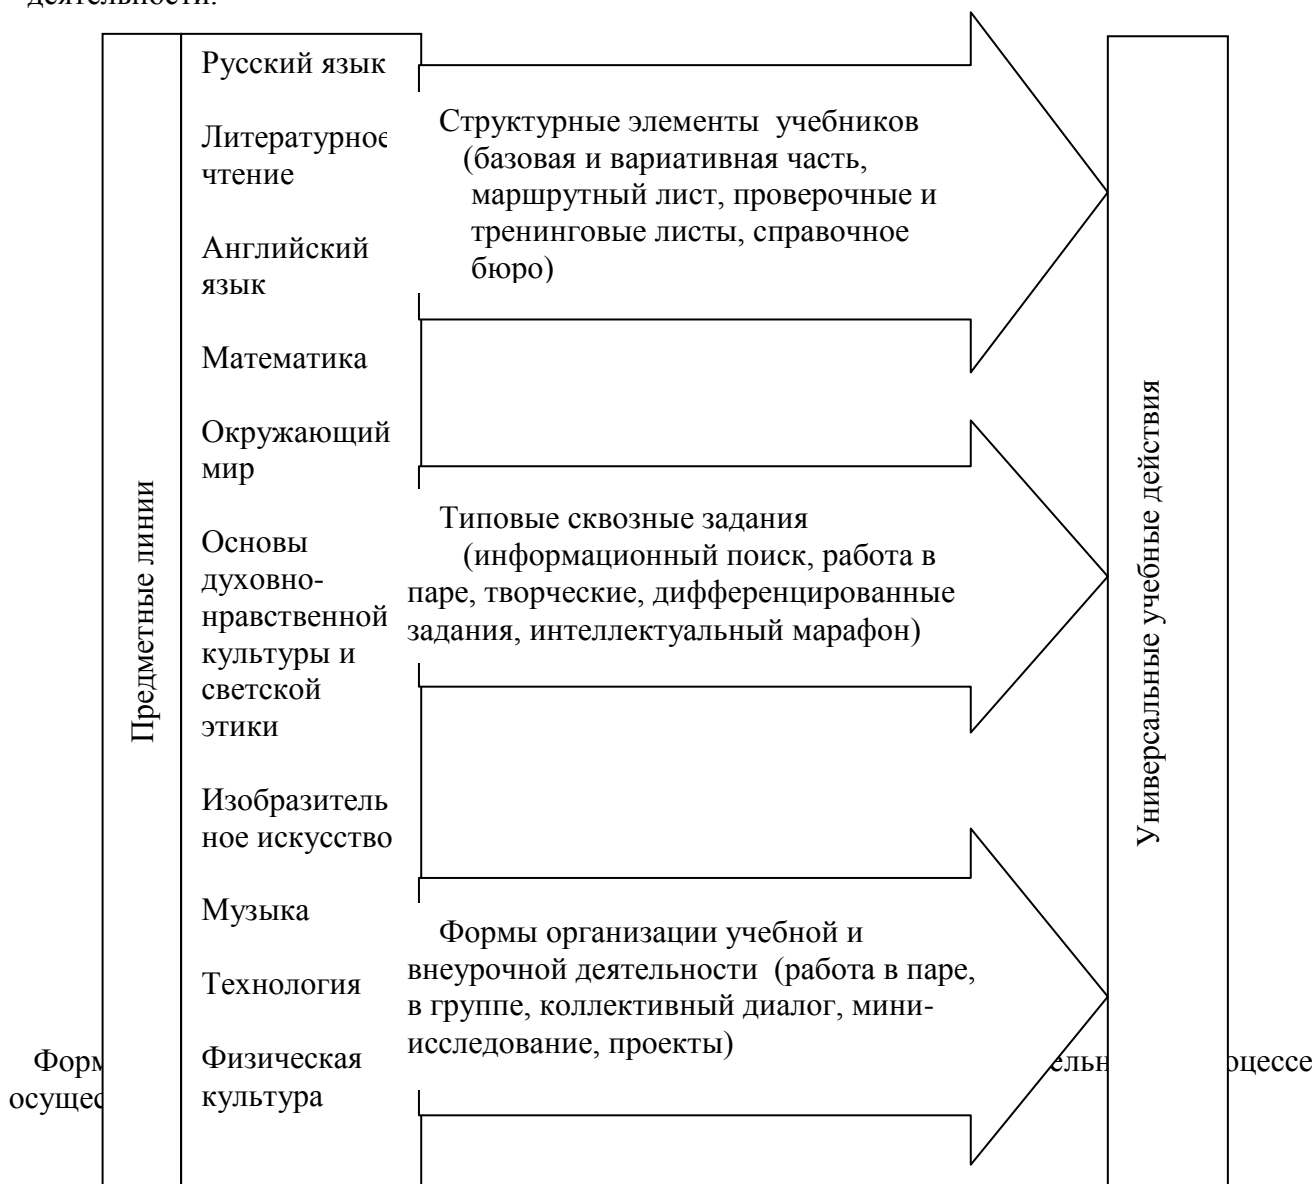 деятельности.
Предметные линии
Русский язык
Литературное
чтение
Английский
язык
Математика
Окружающий
мир
Основы
духовно-
нравственной
культуры и
светской
этики
Изобразитель
ное искусство
Музыка
Технология
Физическая
культура
Структурные элементы учебников
(базовая и вариативная часть,
маршрутный лист, проверочные и
тренинговые листы, справочное
бюро)
Типовые сквозные задания
(информационный поиск, работа в
паре, творческие, дифференцированные
задания, интеллектуальный марафон)
Формы организации учебной и
внеурочной деятельности (работа в паре,
в группе, коллективный диалог, мини-
исследование, проекты)
Универсальные учебные действия